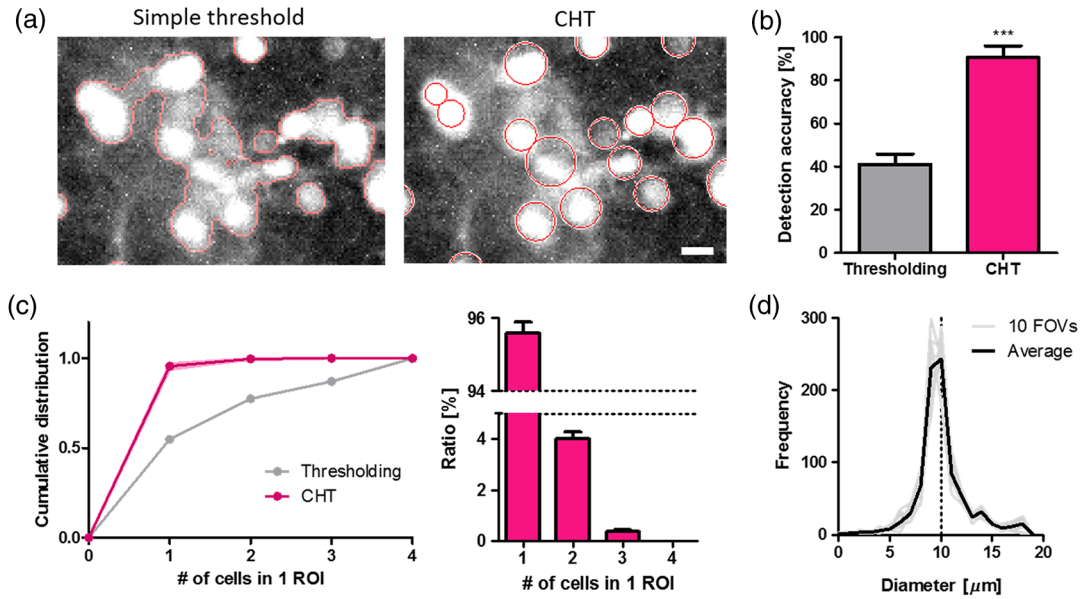 (a)
Simple threshold
CHT
(b)
Detection accuracy [%]
100
80
60
40
20
0
***
Thresholding
CHT
(c)
Cumulative distribution
1.0
0.5
0.0
0
1
2
3
4
# of cells in 1 ROI
Thresholding
CHT
Ratio [%]
96
94
4
2
0
1
2
3
4
# of cells in 1 ROI
(d)
Frequency
300
200
100
0
0
5
10
15
20
Diameter [μm]
10 FOVs
Average